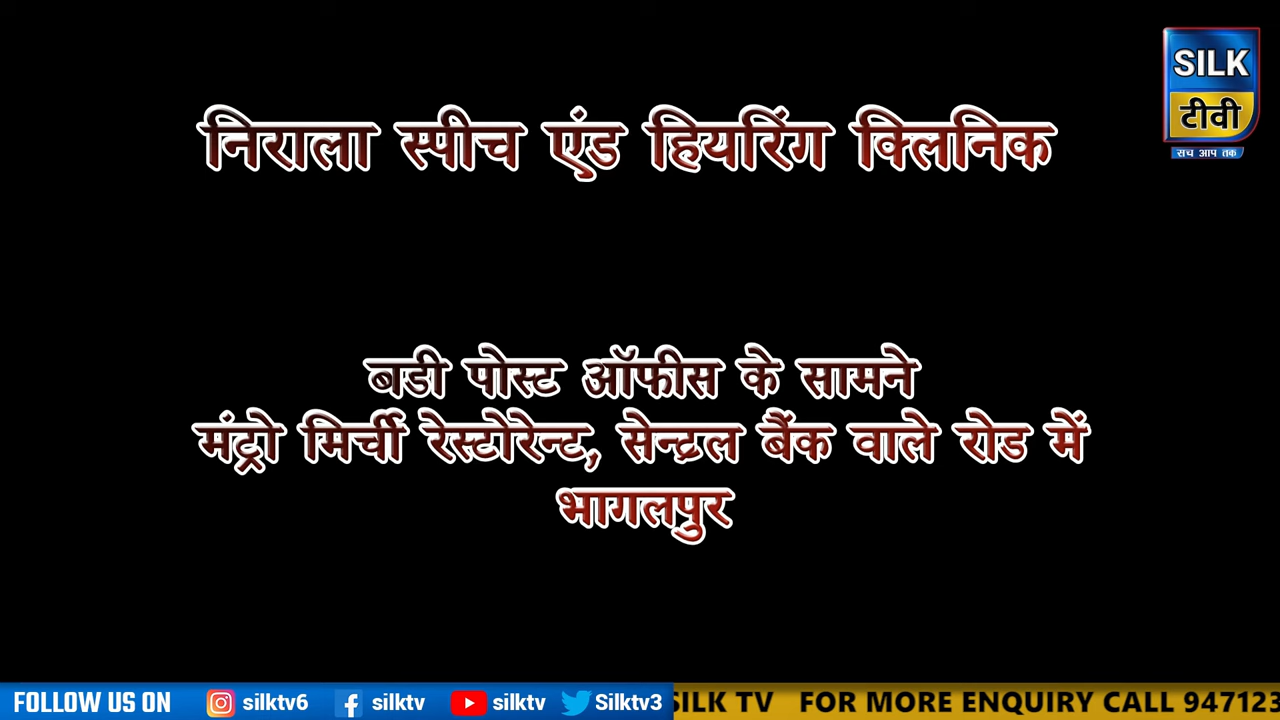 निराला स्पीच एंड हियरिंग क्लिनिक
SILK
टीवी
सच आप तक
बडी पोस्ट ऑफीस के सामने
मंट्रो मिर्ची रेस्टोरेन्ट, सेन्ट्रल बैंक वाले रोड में
भागलपुर
FOLLOW US ON silktv6 silktv silktv Silktv3 SILK TV FOR MORE ENQUIRY CALL 947123